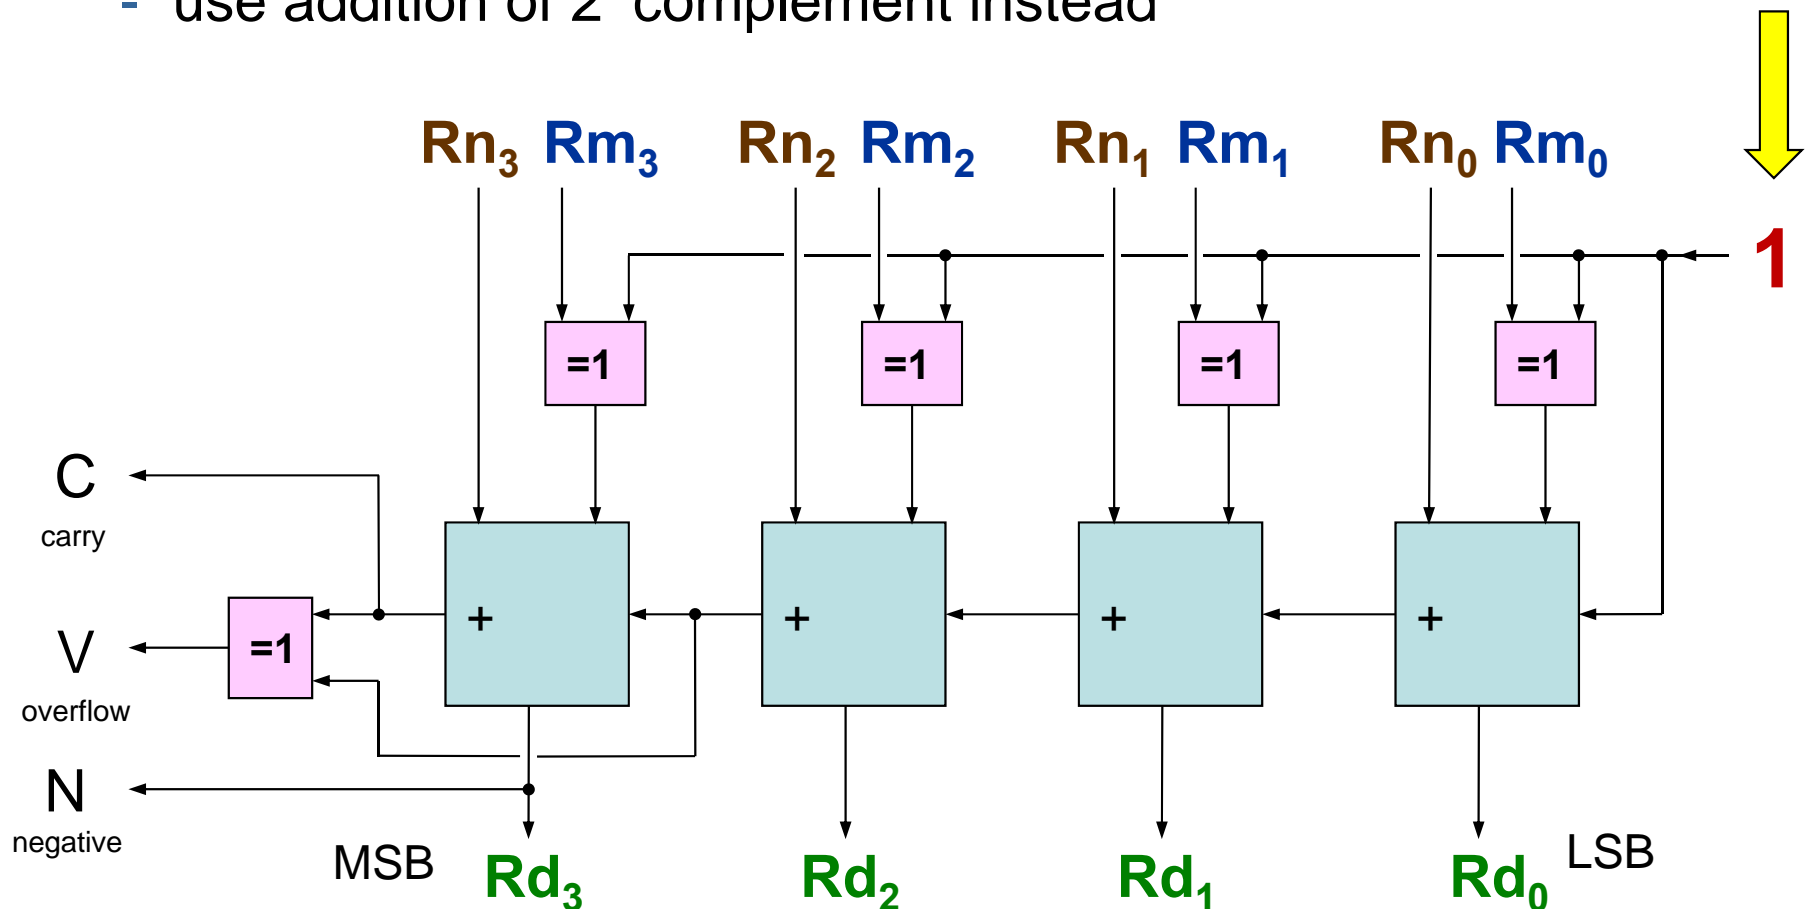 - use addition of 2' complement instead
Rn3 Rm3 Rn2 Rm2 Rn1 Rm1 Rn0 Rm0
1
=1 =1 =1 =1
C
carry
+ + + +
=1
V
overflow
N
negative
MSB Rd3 Rd2 Rd1 Rd0 LSB